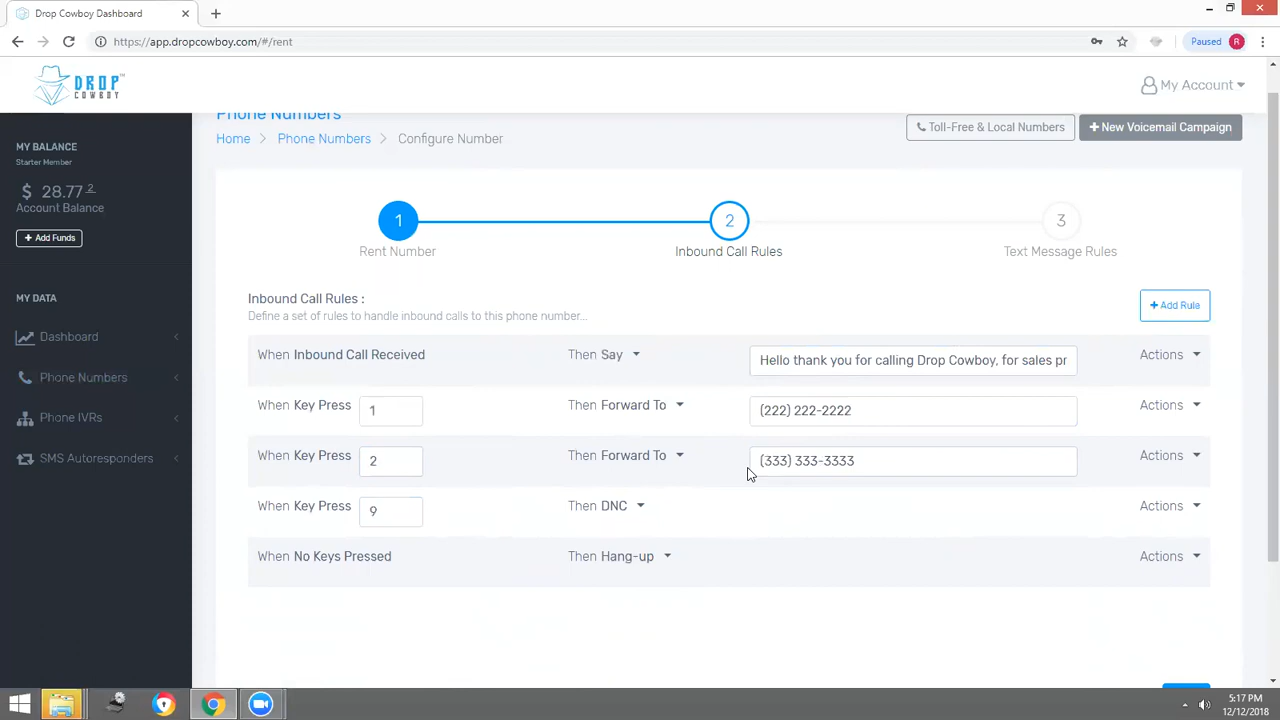 Drop Cowboy Dashboard
https://app.dropcowboy.com/#/rent
Paused R
DROP COWBOY™
My Account
Phone Numbers
Home > Phone Numbers > Configure Number
Toll-Free & Local Numbers
+ New Voicemail Campaign
MY BALANCE
Starter Member
$ 28.77 2
Account Balance
+ Add Funds
MY DATA
Dashboard
Phone Numbers
Phone IVRs
SMS Autoresponders
1 2 3
Rent Number Inbound Call Rules Text Message Rules
Inbound Call Rules :
Define a set of rules to handle inbound calls to this phone number...
+ Add Rule
When Inbound Call Received Then Say Hello thank you for calling Drop Cowboy, for sales pr Actions
When Key Press 1 Then Forward To (222) 222-2222 Actions
When Key Press 2 Then Forward To (333) 333-3333 Actions
When Key Press 9 Then DNC Actions
When No Keys Pressed Then Hang-up Actions
5:17 PM
12/12/2018